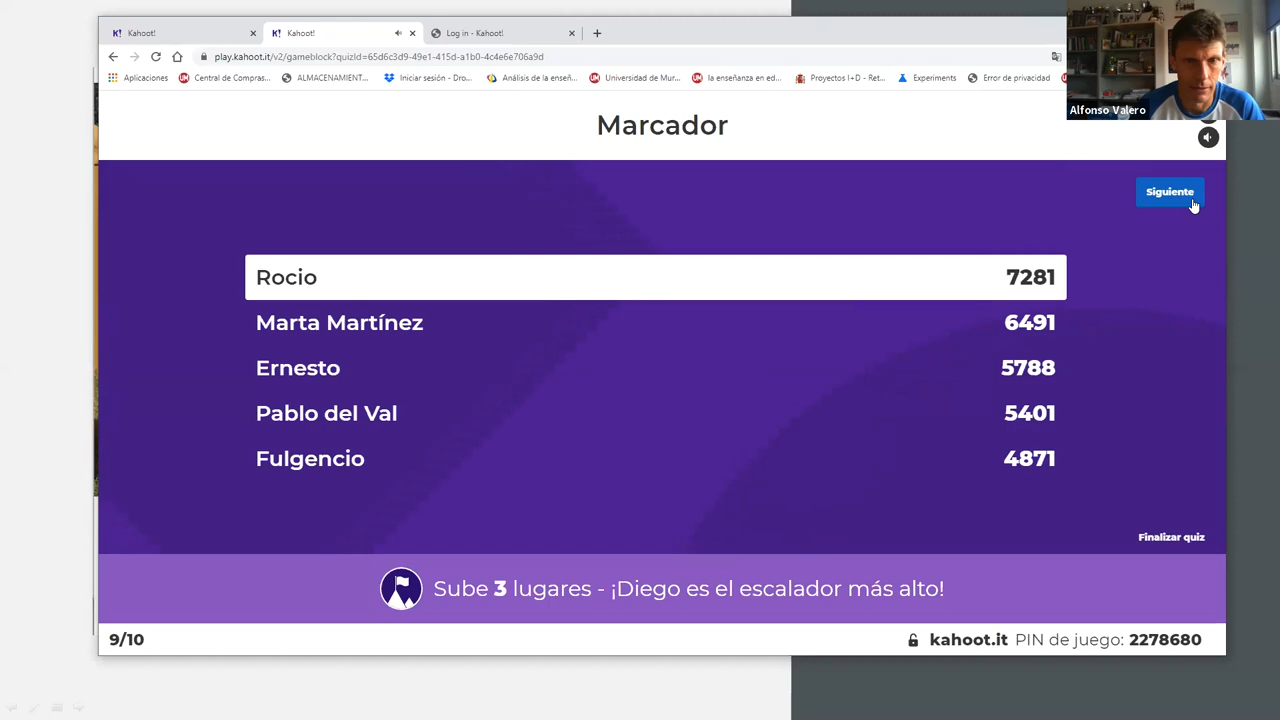 Kahoot!
Kahoot!
Log in - Kahoot!
play.kahoot.it/v2/gameblock?quizId=65d6c3d9-49e1-415d-a1b0-4c4e6e706a9d
Aplicaciones
Central de Compras...
ALMACENAMIENT...
Iniciar sesión - Dro...
Análisis de la enseñ...
Universidad de Mur...
la enseñanza en ed...
Proyectos I+D - Ret...
Experiments
Error de privacidad
Alfonso Valero
Marcador
Siguiente
Rocio 7281
Marta Martínez 6491
Ernesto 5788
Pablo del Val 5401
Fulgencio 4871
Finalizar quiz
Sube 3 lugares - ¡Diego es el escalador más alto!
9/10
kahoot.it PIN de juego: 2278680